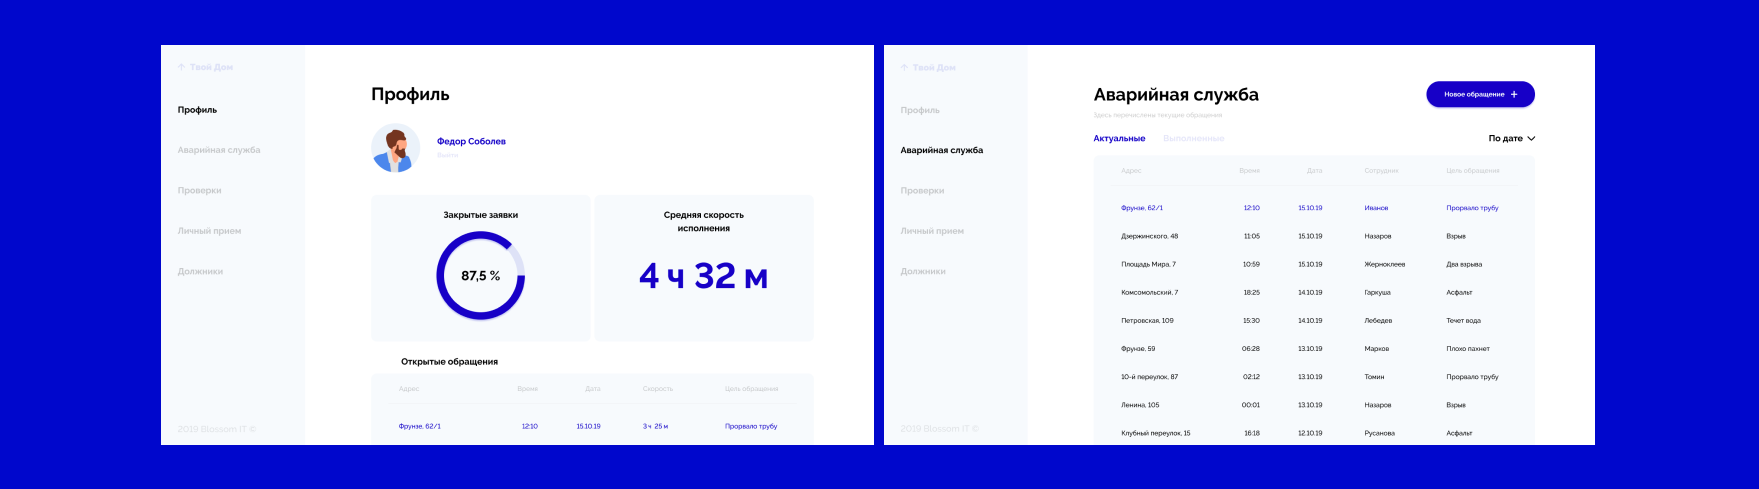 Твой Дом
Профиль
Аварийная служба
Проверки
Личный прием
Должники
2019 Blossom IT ©
Профиль
Федор Соболев
Выйти
Закрытые заявки
87,5 %
Средняя скорость
исполнения
4 ч 32 м
Открытые обращения
Адрес Время Дата Скорость Цель обращения
Фрунзе, 62/1 12:10 15.10.19 3 ч 25 м Прорвало трубу
Твой Дом
Профиль
Аварийная служба
Проверки
Личный прием
Должники
2019 Blossom IT ©
Аварийная служба
Новое обращение +
Здесь перечислены текущие обращения
Актуальные Выполненные По дате
Адрес Время Дата Сотрудник Цель обращения
Фрунзе, 62/1 12:10 15.10.19 Иванов Прорвало трубу
Дзержинского, 48 11:05 15.10.19 Назаров Взрыв
Площадь Мира, 7 10:59 15.10.19 Жерноклеев Два взрыва
Комсомольский, 7 18:25 14.10.19 Гаркуша Асфальт
Петровская, 109 15:30 14.10.19 Лебедев Течет вода
Фрунзе, 59 06:28 13.10.19 Марков Плохо пахнет
10-й переулок, 87 02:12 13.10.19 Томин Прорвало трубу
Ленина, 105 00:01 13.10.19 Назаров Взрыв
Клубный переулок, 15 16:18 12.10.19 Русанова Асфальт